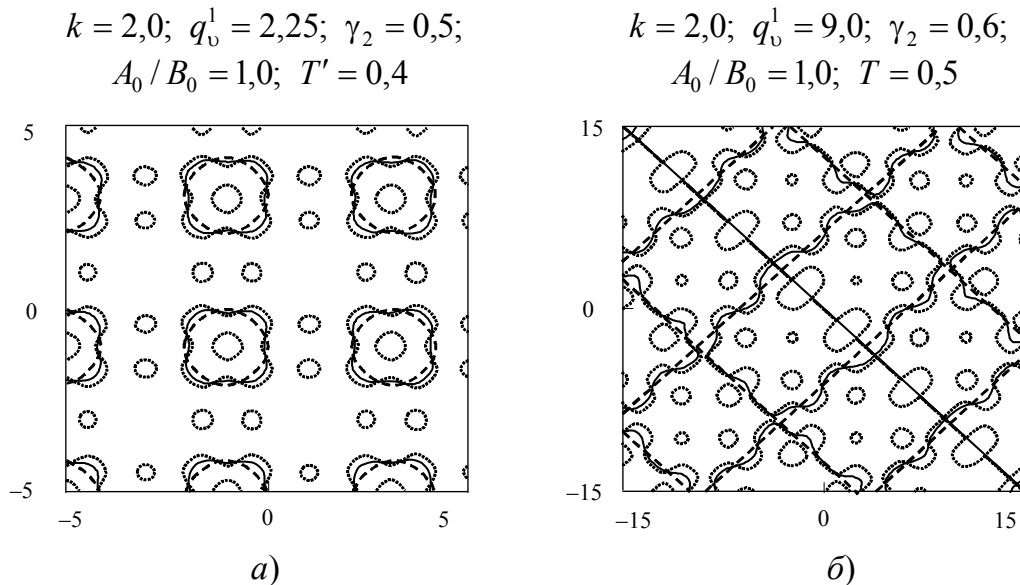 k = 2,0; q_υ^1 = 2,25; γ_2 = 0,5;
A_0 / B_0 = 1,0; T′ = 0,4
5
0
–5
–5
0
5
а)
k = 2,0; q_υ^1 = 9,0; γ_2 = 0,6;
A_0 / B_0 = 1,0; T = 0,5
15
0
–15
–15
0
15
б)